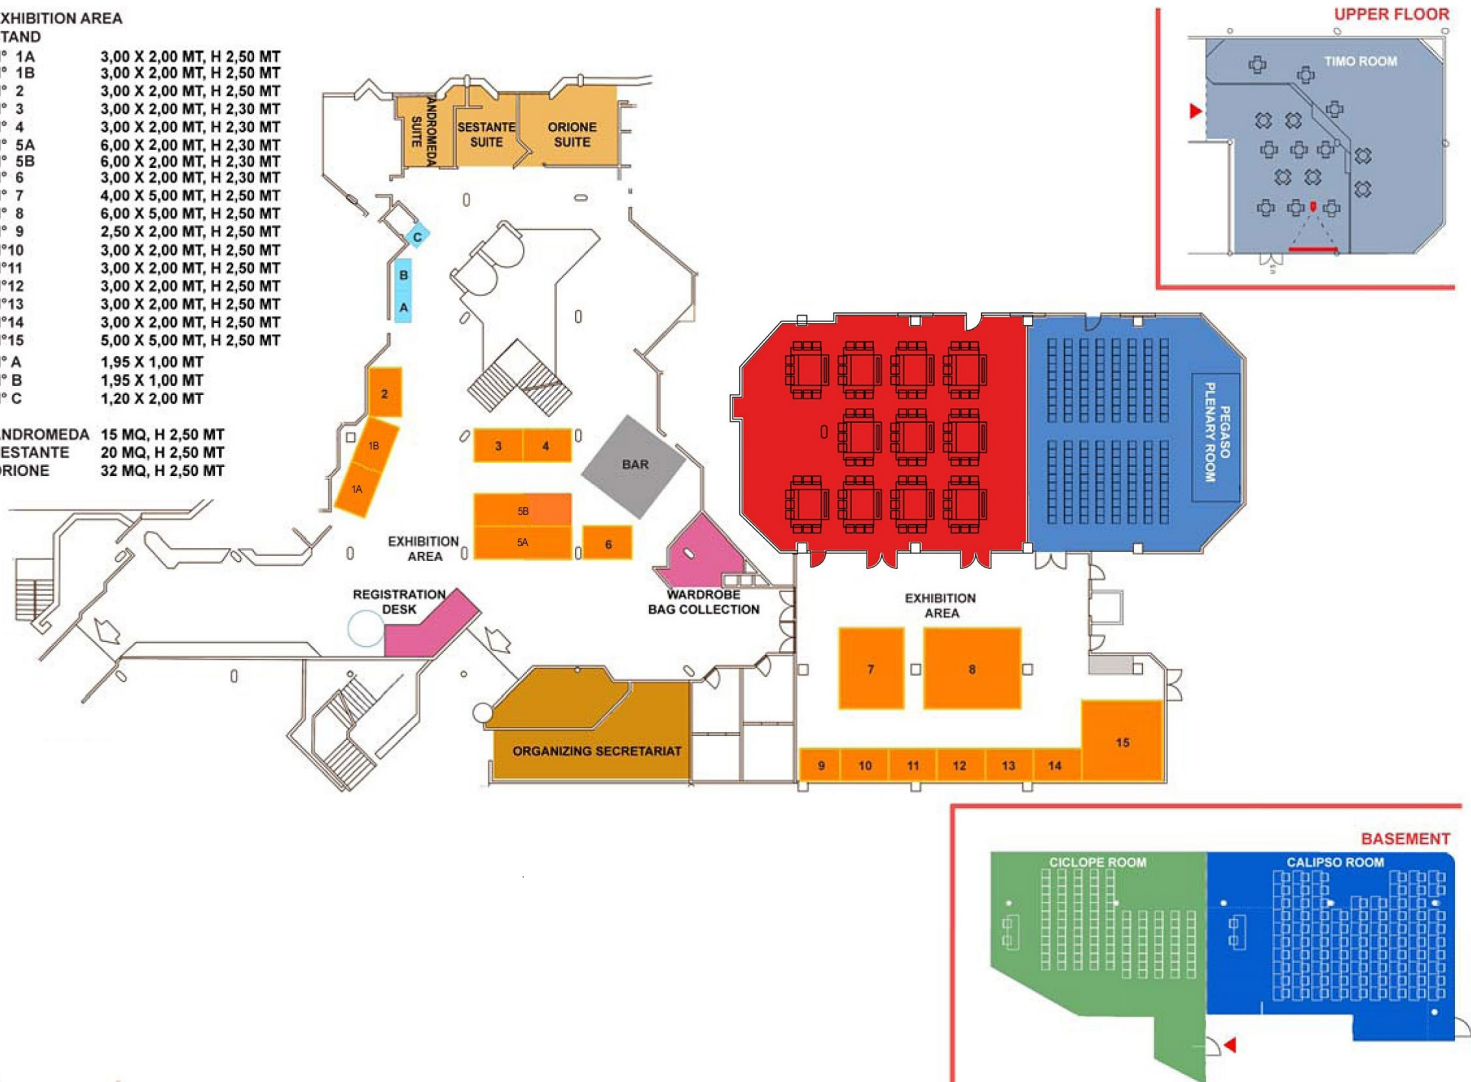 XHIBITION AREA
TAND
° 1A 3,00 X 2,00 MT, H 2,50 MT
° 1B 3,00 X 2,00 MT, H 2,50 MT
° 2 3,00 X 2,00 MT, H 2,50 MT
° 3 3,00 X 2,00 MT, H 2,30 MT
° 4 3,00 X 2,00 MT, H 2,30 MT
° 5A 6,00 X 2,00 MT, H 2,30 MT
° 5B 6,00 X 2,00 MT, H 2,30 MT
° 6 3,00 X 2,00 MT, H 2,30 MT
° 7 4,00 X 5,00 MT, H 2,50 MT
° 8 6,00 X 5,00 MT, H 2,50 MT
° 9 2,50 X 2,00 MT, H 2,50 MT
°10 3,00 X 2,00 MT, H 2,50 MT
°11 3,00 X 2,00 MT, H 2,50 MT
°12 3,00 X 2,00 MT, H 2,50 MT
°13 3,00 X 2,00 MT, H 2,50 MT
°14 3,00 X 2,00 MT, H 2,50 MT
°15 5,00 X 5,00 MT, H 2,50 MT
° A 1,95 X 1,00 MT
° B 1,95 X 1,00 MT
° C 1,20 X 2,00 MT
NDROMEDA 15 MQ, H 2,50 MT
ESTANTE 20 MQ, H 2,50 MT
RIONE 32 MQ, H 2,50 MT
UPPER FLOOR
TIMO ROOM
ANDROMEDA
SUITE
SESTANTE
SUITE
ORIONE
SUITE
C
B
A
2
1B
1A
3
4
BAR
5B
5A
6
EXHIBITION
AREA
REGISTRATION
DESK
WARDROBE
BAG COLLECTION
PEGASO
PLENARY ROOM
EXHIBITION
AREA
7
8
ORGANIZING SECRETARIAT
9
10
11
12
13
14
15
BASEMENT
CICLOPE ROOM
CALIPSO ROOM